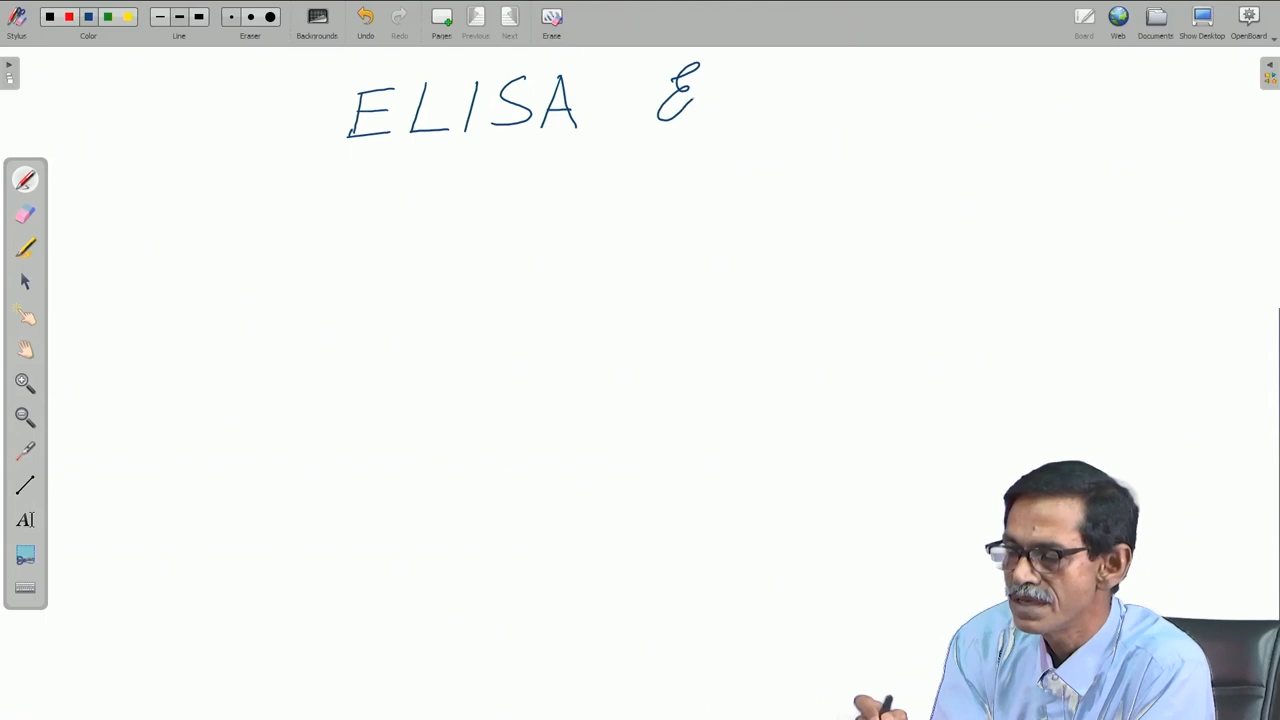 Stylus Color Line Eraser Backgrounds Undo Redo Pages Previous Next Erase Board Web Documents Show Desktop OpenBoard
ELISA E
A